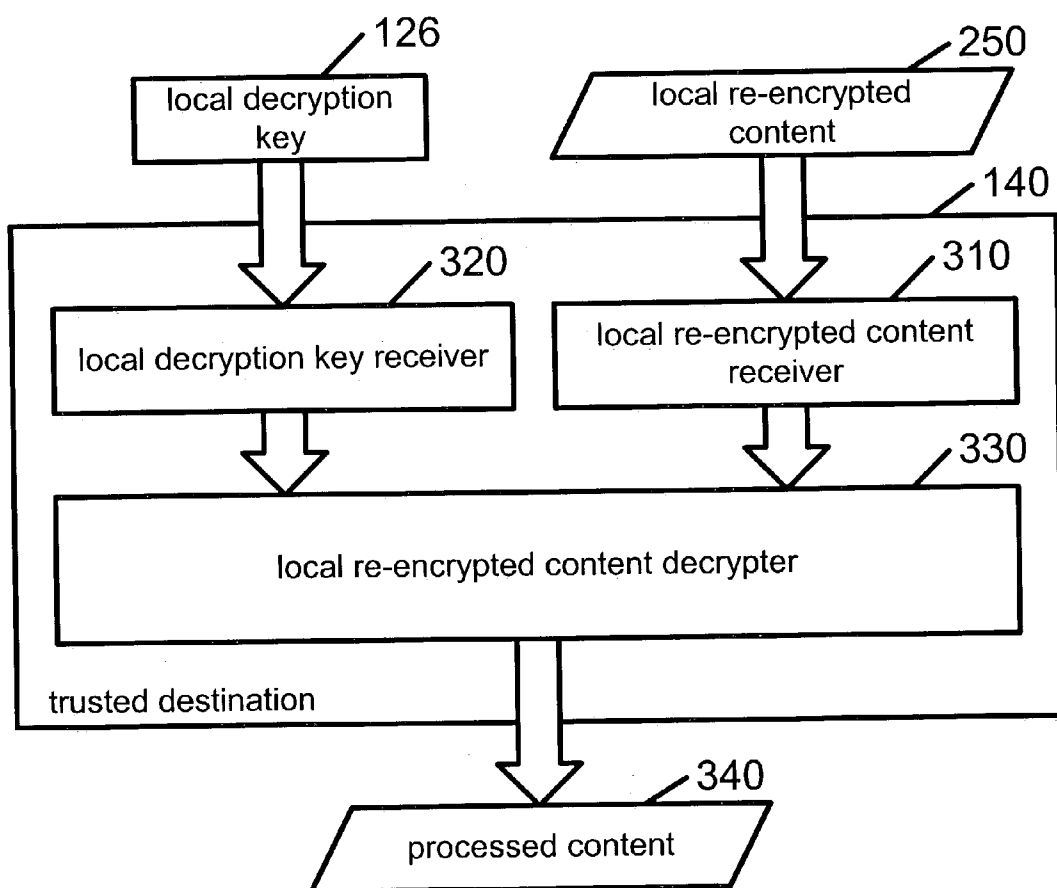 126
250
local decryption
key
local re-encrypted
content
140
320
310
local decryption key receiver
local re-encrypted content
receiver
330
local re-encrypted content decrypter
trusted destination
340
processed content